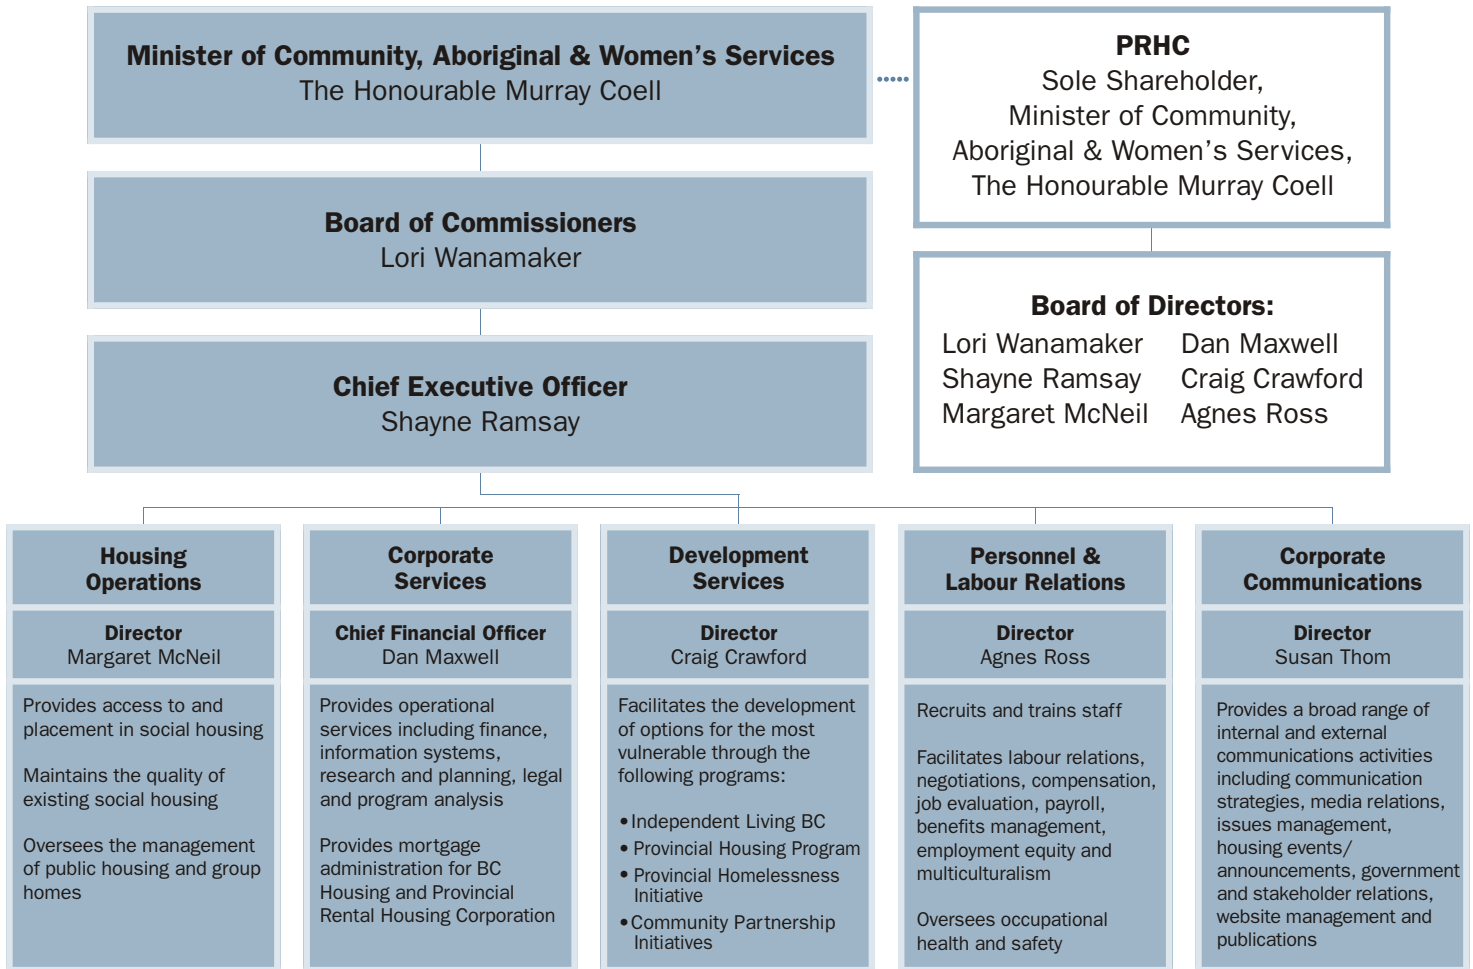 Minister of Community, Aboriginal & Women's Services
The Honourable Murray Coell
PRHC
Sole Shareholder,
Minister of Community,
Aboriginal & Women's Services,
The Honourable Murray Coell
Board of Commissioners
Lori Wanamaker
Board of Directors:
Lori Wanamaker Dan Maxwell
Shayne Ramsay Craig Crawford
Margaret McNeil Agnes Ross
Chief Executive Officer
Shayne Ramsay
Housing
Operations
Director
Margaret McNeil
Provides access to and
placement in social housing
Maintains the quality of
existing social housing
Oversees the management
of public housing and group
homes
Corporate
Services
Chief Financial Officer
Dan Maxwell
Provides operational
services including finance,
information systems,
research and planning, legal
and program analysis
Provides mortgage
administration for BC
Housing and Provincial
Rental Housing Corporation
Development
Services
Director
Craig Crawford
Facilitates the development
of options for the most
vulnerable through the
following programs:
• Independent Living BC
• Provincial Housing Program
• Provincial Homelessness
Initiative
• Community Partnership
Initiatives
Personnel &
Labour Relations
Director
Agnes Ross
Recruits and trains staff
Facilitates labour relations,
negotiations, compensation,
job evaluation, payroll,
benefits management,
employment equity and
multiculturalism
Oversees occupational
health and safety
Corporate
Communications
Director
Susan Thom
Provides a broad range of
internal and external
communications activities
including communication
strategies, media relations,
issues management,
housing events/
announcements, government
and stakeholder relations,
website management and
publications